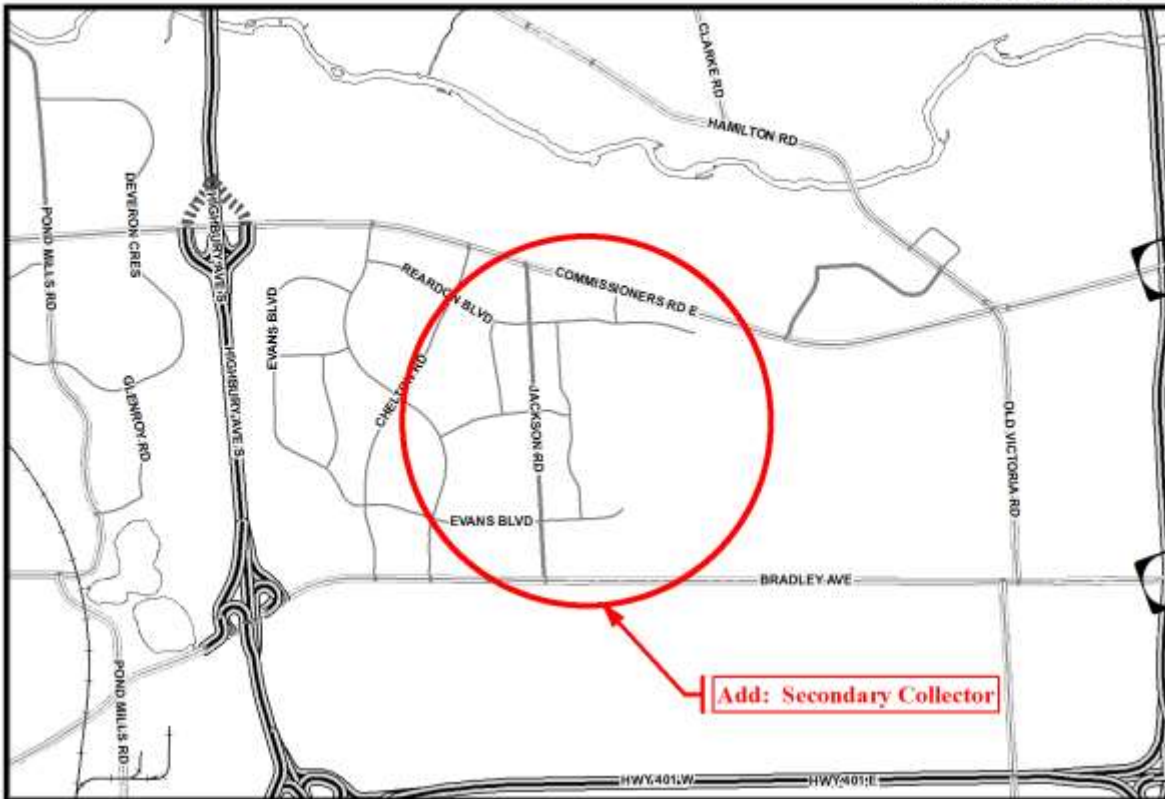 CLARKE RD
HAMILTON RD
DEVERON CRES
POND MILLS RD
HIGHBURY AVE S
COMMISSIONERS RD E
REARDON BLVD
EVANS BLVD
HIGHBURY AVE S
CHELTON RD
GLENROY RD
JACKSON RD
OLD VICTORIA RD
EVANS BLVD
BRADLEY AVE
POND MILLS RD
Add: Secondary Collector
HWY 401 W
HWY 401 E